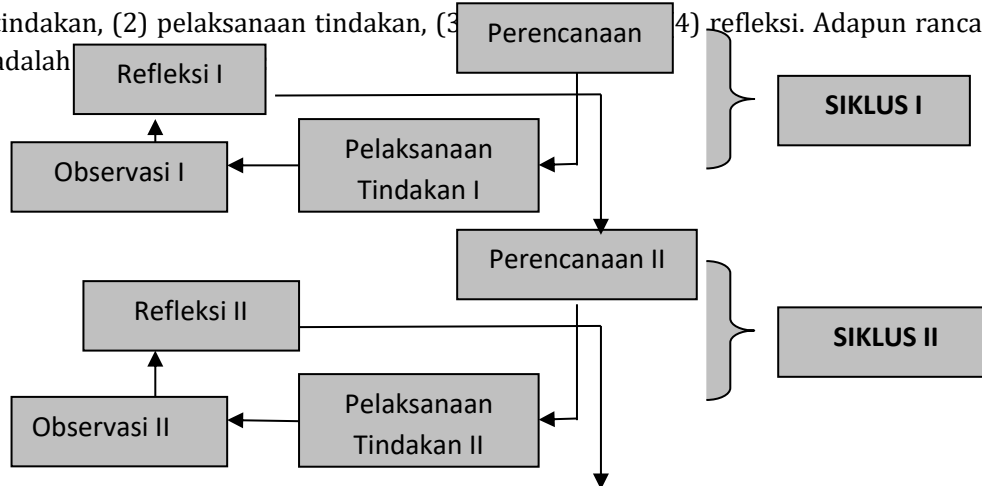 tindakan, (2) pelaksanaan tindakan, (3 4) refleksi. Adapun ranca
adalah
Perencanaan
Refleksi I
SIKLUS I
Pelaksanaan
Tindakan I
Observasi I
Perencanaan II
Refleksi II
SIKLUS II
Pelaksanaan
Tindakan II
Observasi II